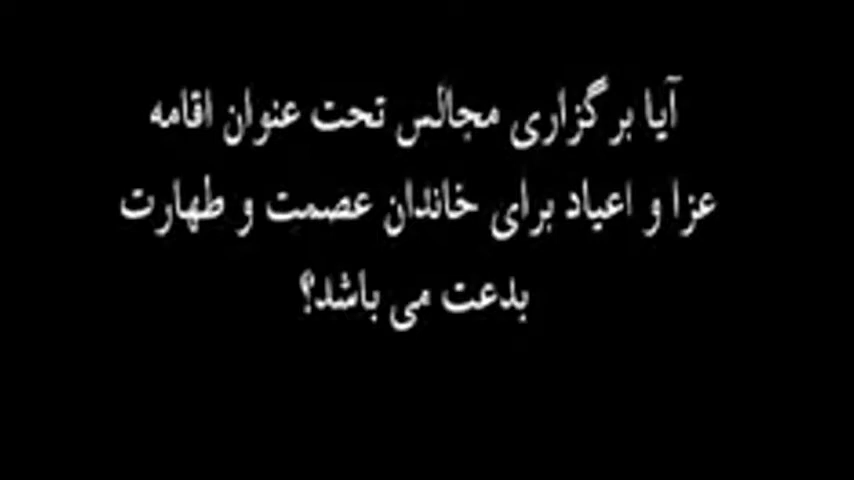 آیا برگزاری مجالس تحت عنوان اقامه
عزا و اعیاد برای خاندان عصمت و طهارت
بدعت می باشد؟